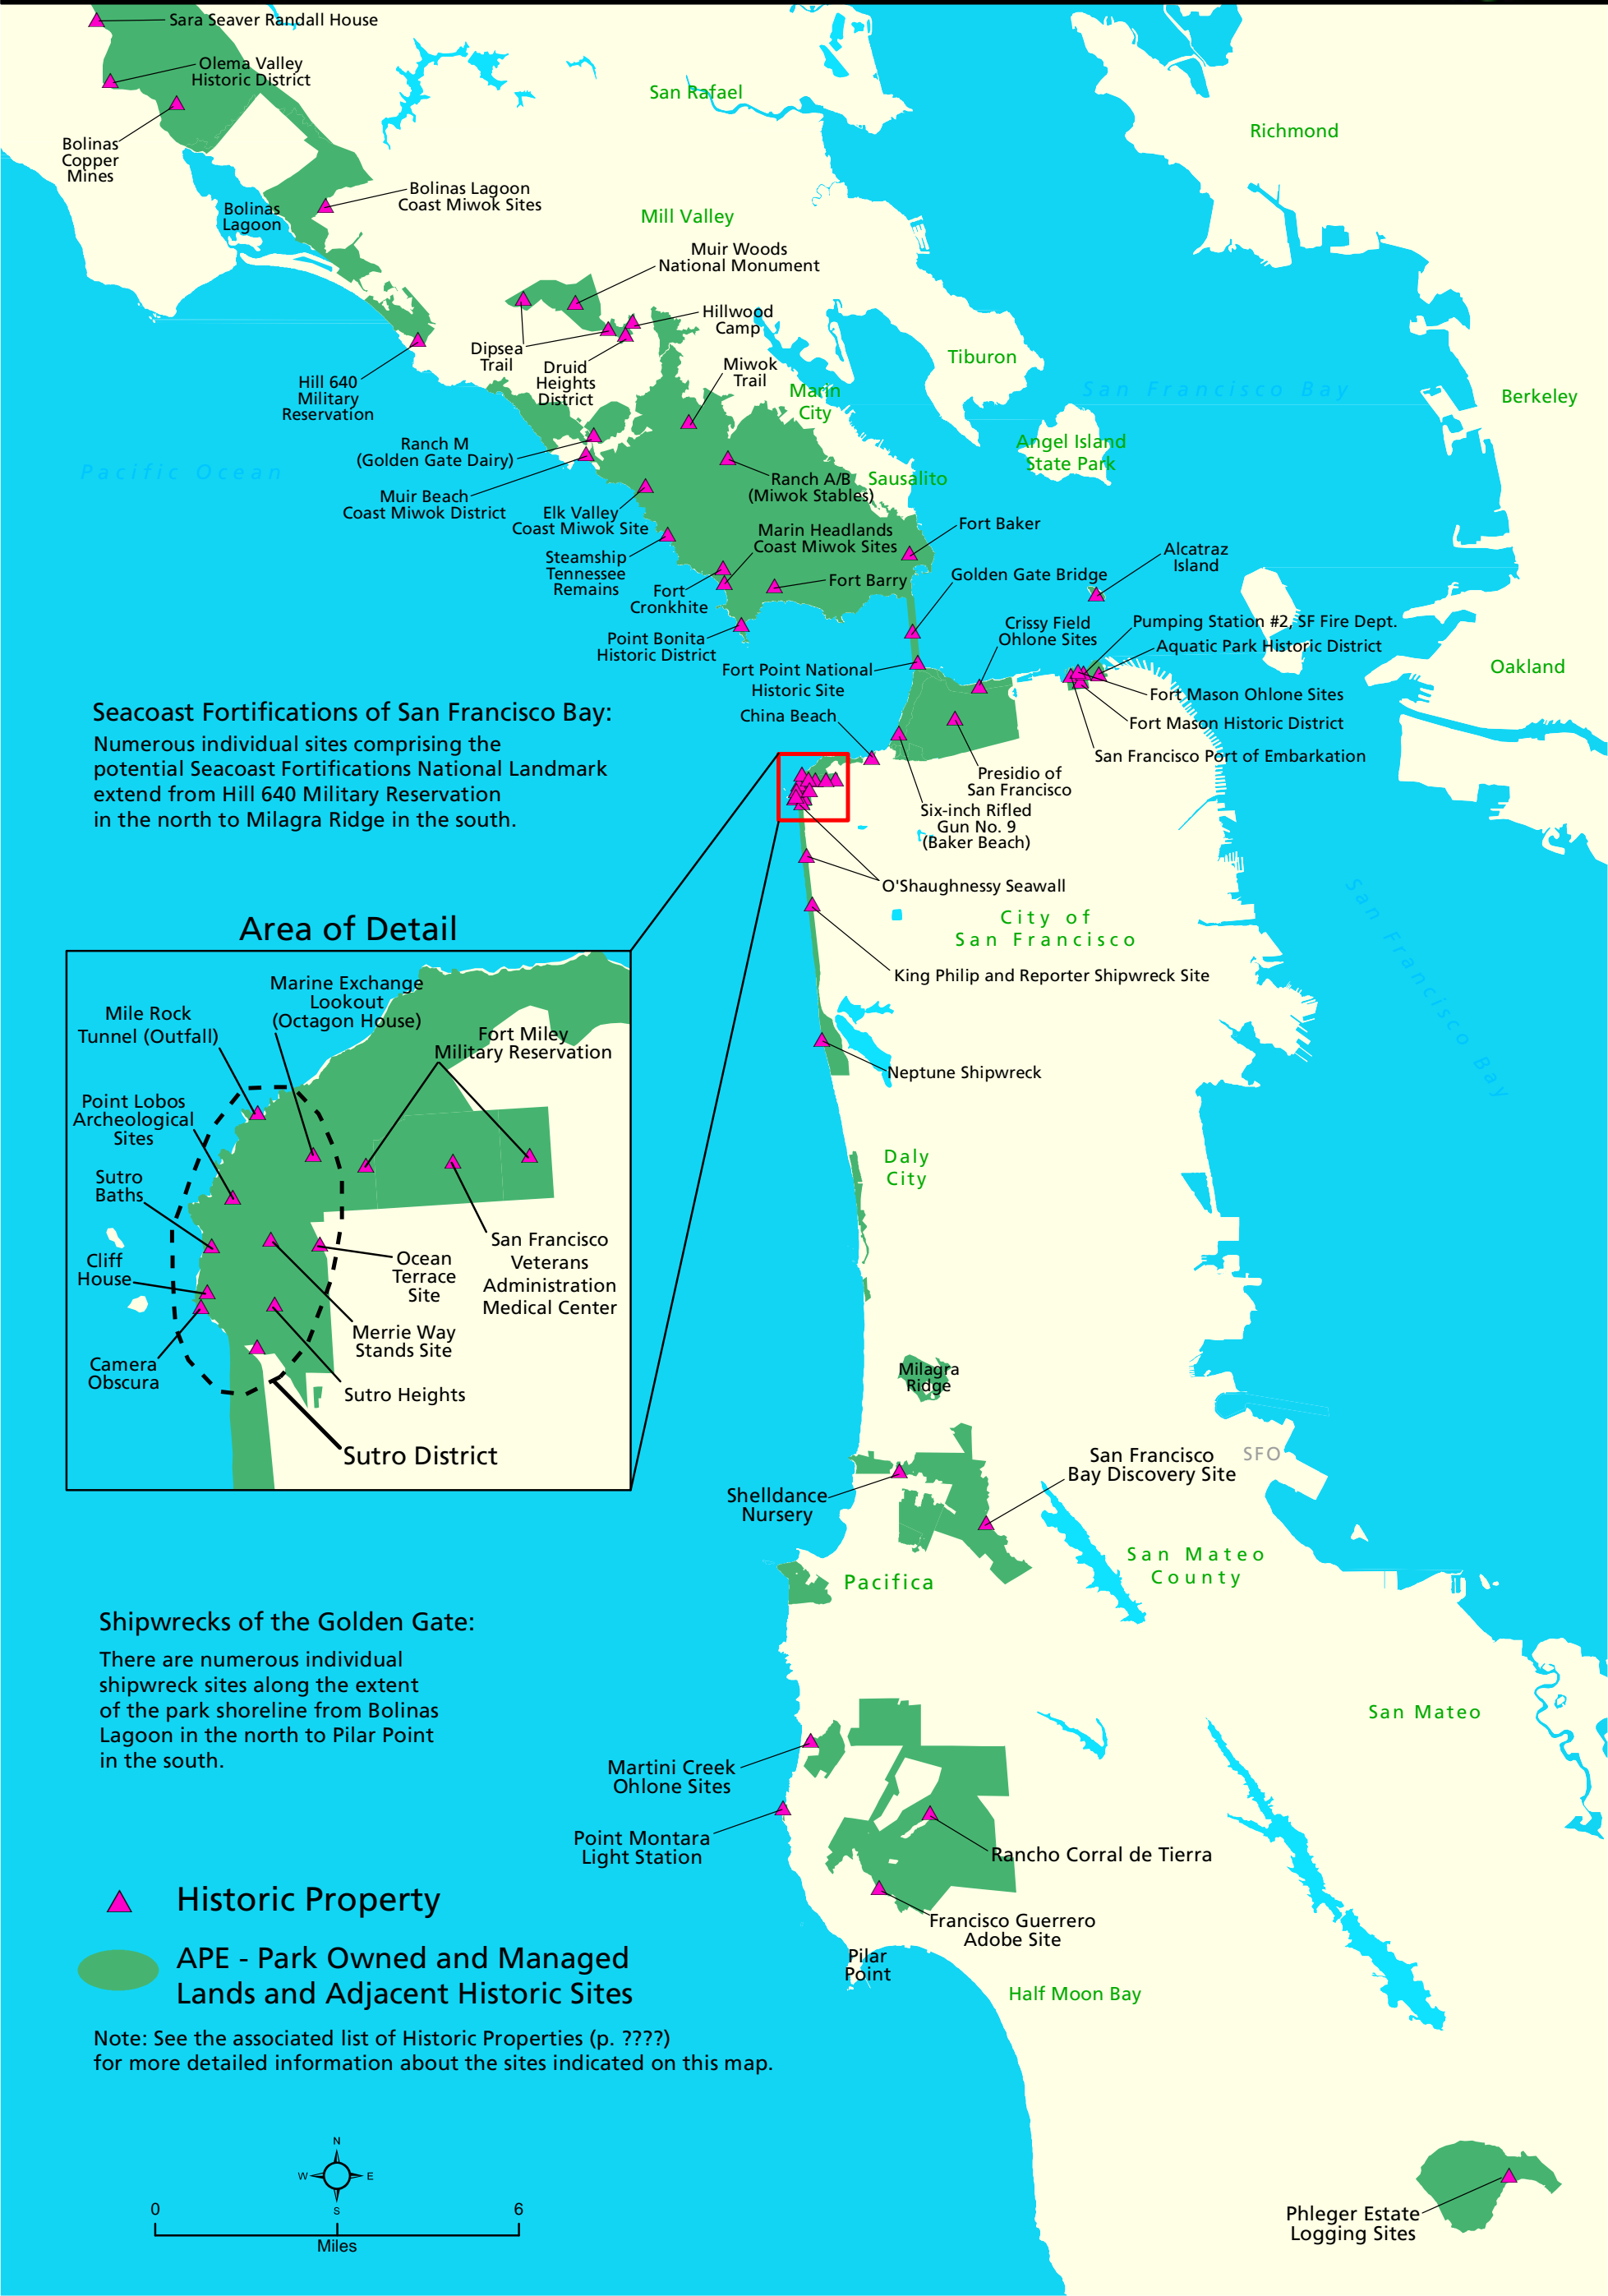 Sara Seaver Randall House
Olema Valley
Historic District
Bolinas
Copper
Mines
Bolinas Lagoon
Coast Miwok Sites
Bolinas
Lagoon
San Rafael
Richmond
Mill Valley
Muir Woods
National Monument
Hillwood
Camp
Dipsea
Trail
Druid
Heights
District
Miwok
Trail
Tiburon
Marin
City
San Francisco Bay
Berkeley
Hill 640
Military
Reservation
Ranch M
(Golden Gate Dairy)
Pacific Ocean
Muir Beach
Coast Miwok District
Angel Island
State Park
Ranch A/B
(Miwok Stables)
Sausalito
Elk Valley
Coast Miwok Site
Marin Headlands
Coast Miwok Sites
Fort Baker
Steamship
Tennessee
Remains
Alcatraz
Island
Golden Gate Bridge
Fort
Cronkhite
Fort Barry
Point Bonita
Historic District
Crissy Field
Ohlone Sites
Pumping Station #2, SF Fire Dept.
Aquatic Park Historic District
Oakland
Fort Point National
Historic Site
Fort Mason Ohlone Sites
Fort Mason Historic District
San Francisco Port of Embarkation
China Beach
Presidio of
San Francisco
Six-inch Rifled
Gun No. 9
(Baker Beach)
Seacoast Fortifications of San Francisco Bay:
Numerous individual sites comprising the
potential Seacoast Fortifications National Landmark
extend from Hill 640 Military Reservation
in the north to Milagra Ridge in the south.
O'Shaughnessy Seawall
City of
San Francisco
San Francisco Bay
King Philip and Reporter Shipwreck Site
Neptune Shipwreck
Area of Detail
Marine Exchange
Lookout
(Octagon House)
Mile Rock
Tunnel (Outfall)
Fort Miley
Military Reservation
Point Lobos
Archeological
Sites
Sutro
Baths
Cliff
House
Ocean
Terrace
Site
San Francisco
Veterans
Administration
Medical Center
Merrie Way
Stands Site
Camera
Obscura
Sutro Heights
Sutro District
Daly
City
Milagra
Ridge
San Francisco
Bay Discovery Site
SFO
Shelldance
Nursery
San Mateo
County
Pacifica
Shipwrecks of the Golden Gate:
There are numerous individual
shipwreck sites along the extent
of the park shoreline from Bolinas
Lagoon in the north to Pilar Point
in the south.
San Mateo
Martini Creek
Ohlone Sites
Point Montara
Light Station
Rancho Corral de Tierra
Francisco Guerrero
Adobe Site
Pilar
Point
Half Moon Bay
Historic Property
APE - Park Owned and Managed
Lands and Adjacent Historic Sites
Note: See the associated list of Historic Properties (p. ????)
for more detailed information about the sites indicated on this map.
N
W
E
S
0
6
Miles
Phleger Estate
Logging Sites